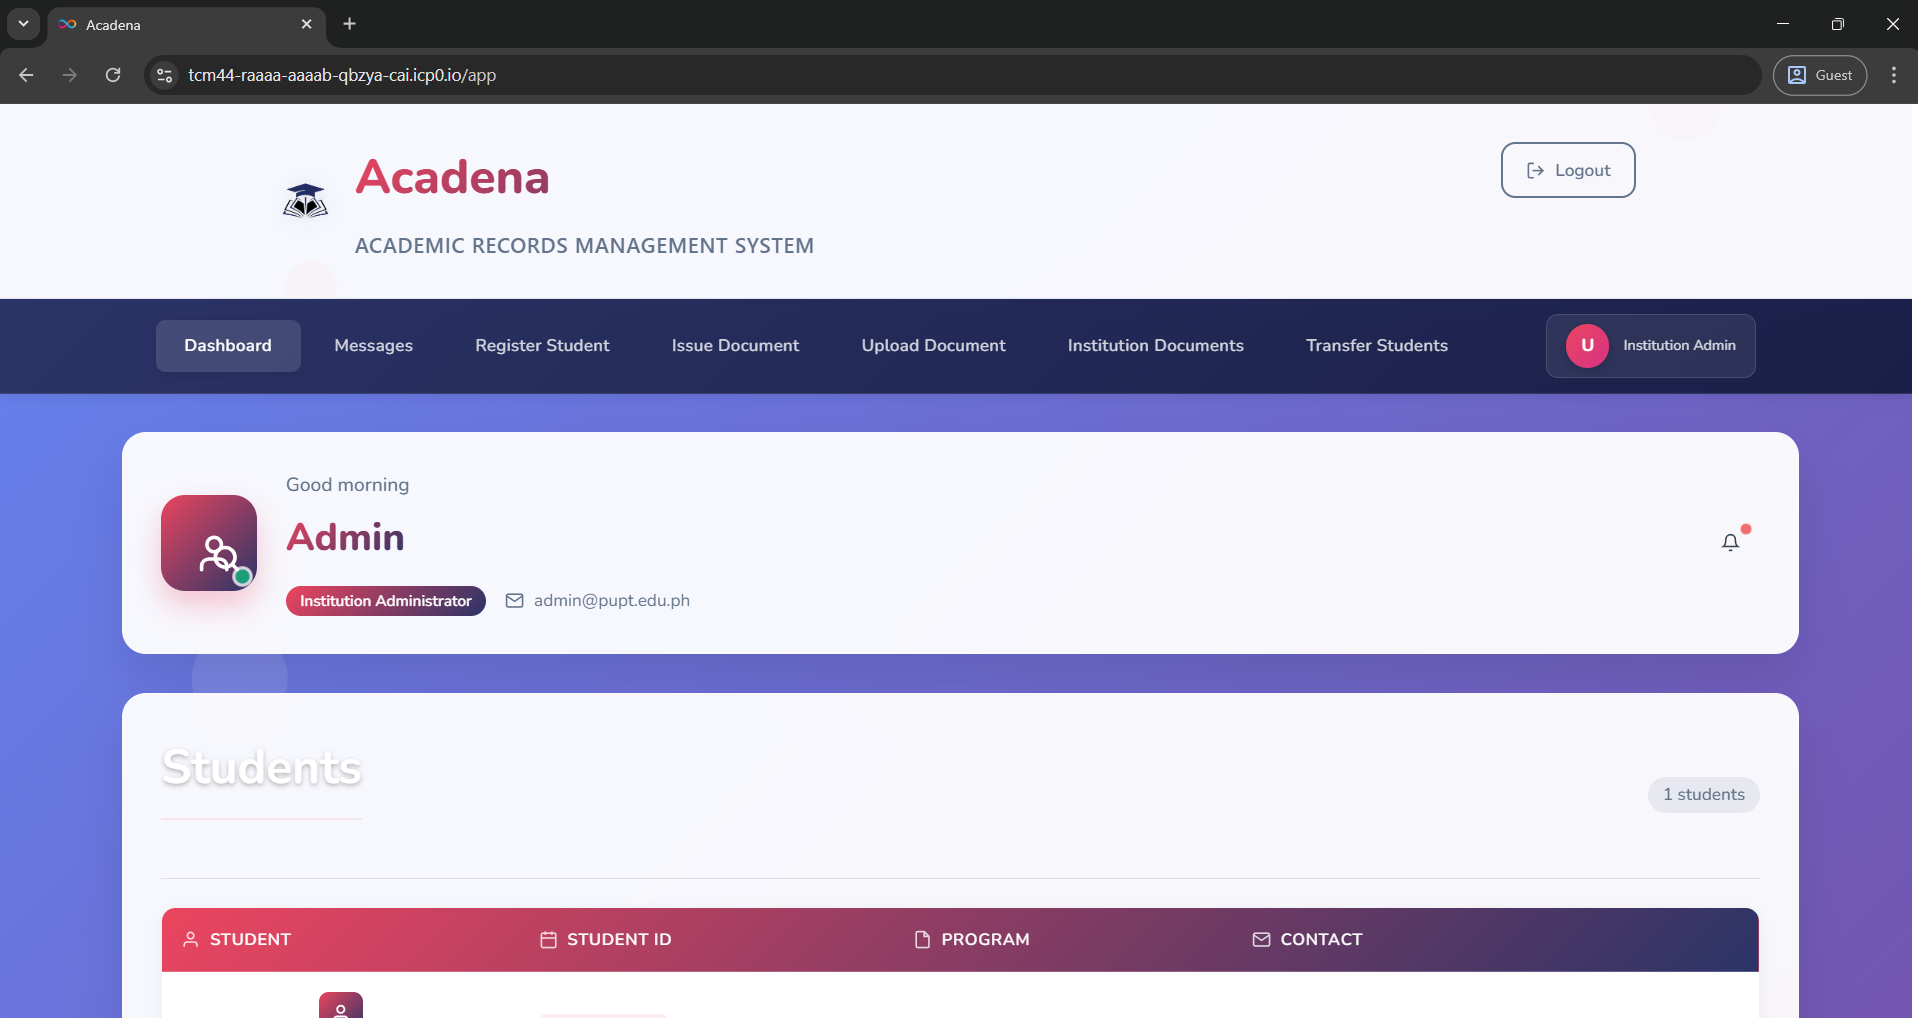 Acadena
tcm44-raaaa-aaaab-qbzya-cai.icp0.io/app
Guest
Acadena
Logout
ACADEMIC RECORDS MANAGEMENT SYSTEM
Dashboard
Messages
Register Student
Issue Document
Upload Document
Institution Documents
Transfer Students
U
Institution Admin
Good morning
Admin
Institution Administrator
admin@pupt.edu.ph
Students
1 students
STUDENT
STUDENT ID
PROGRAM
CONTACT